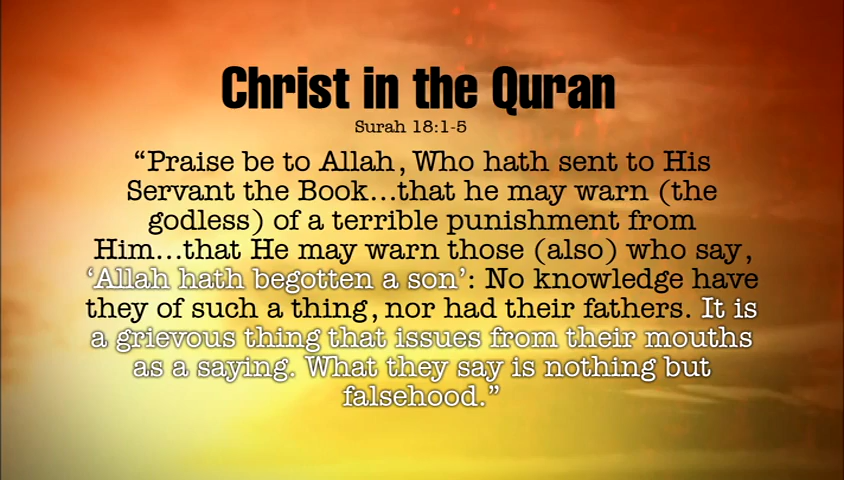 Christ in the Quran
Surah 18:1-5
“Praise be to Allah, Who hath sent to His
Servant the Book...that he may warn (the
godless) of a terrible punishment from
Him...that He may warn those (also) who say,
‘Allah hath begotten a son’: No knowledge have
they of such a thing, nor had their fathers. It is
a grievous thing that issues from their mouths
as a saying. What they say is nothing but
falsehood.”